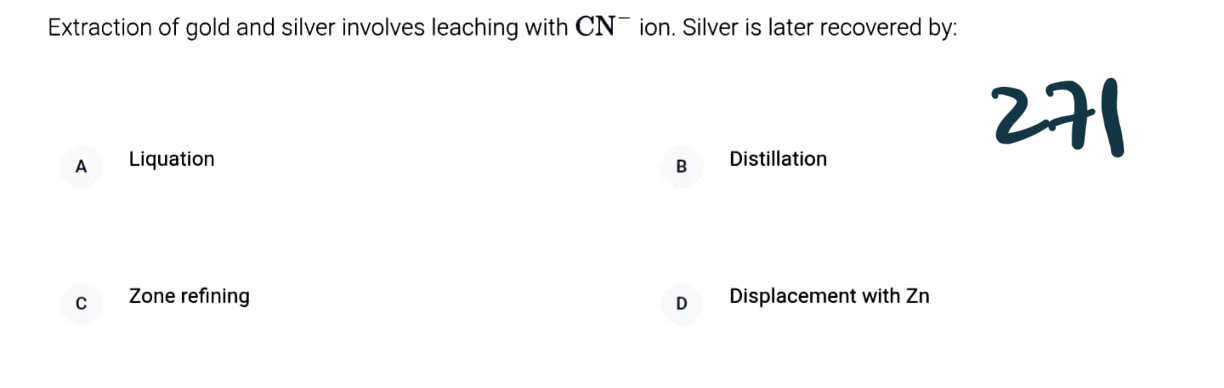 Extraction of gold and silver involves leaching with CN⁻ ion. Silver is later recovered by:
271
A Liquation
B Distillation
C Zone refining
D Displacement with Zn